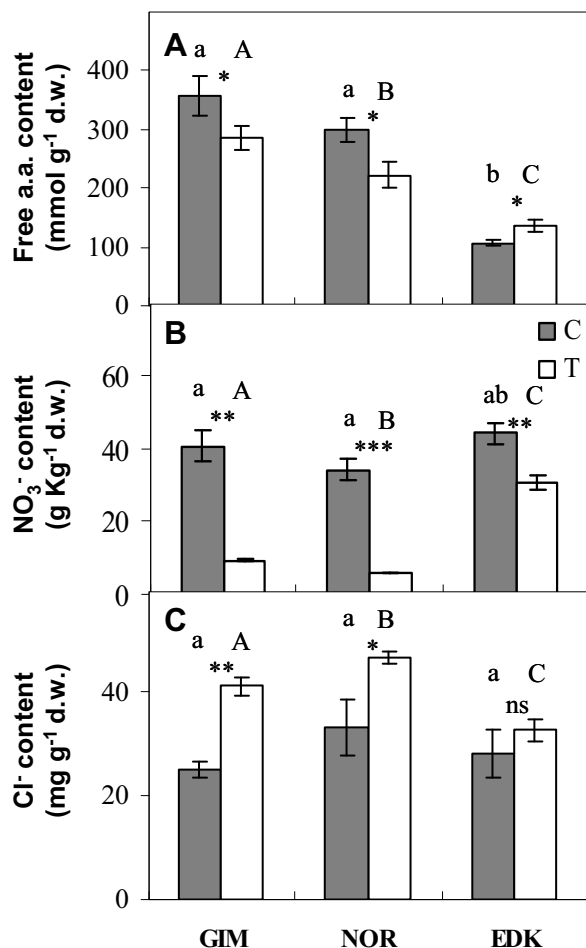 A
a A
*
a B
*
b C
*
400
300
200
100
0
Free a.a. content
(mmol g⁻¹ d.w.)
B
C
T
a A
**
a B
***
ab C
**
60
40
20
0
NO₃⁻ content
(g Kg⁻¹ d.w.)
C
a A
**
a B
*
a C
ns
40
20
0
Cl⁻ content
(mg g⁻¹ d.w.)
GIM NOR EDK